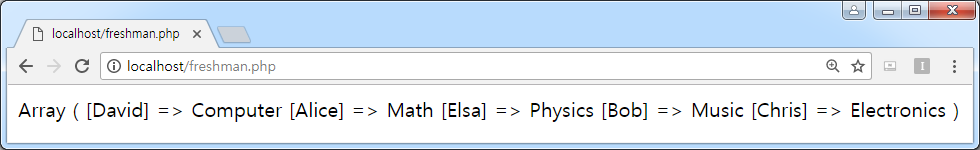 localhost/freshman.php
localhost/freshman.php
Array ( [David] => Computer [Alice] => Math [Elsa] => Physics [Bob] => Music [Chris] => Electronics )